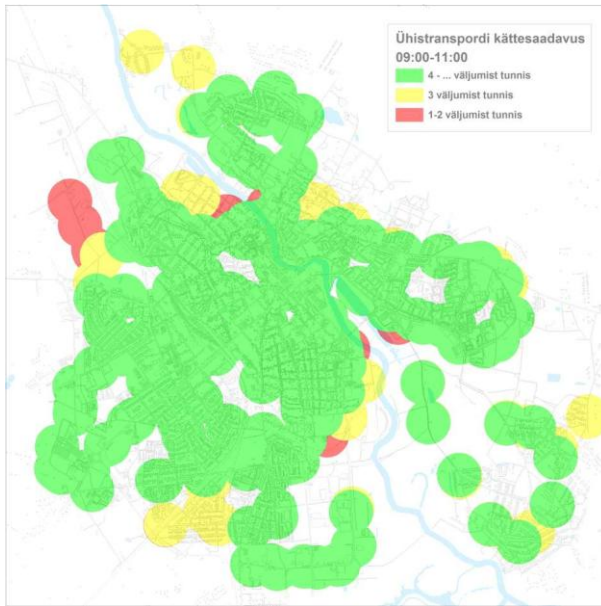 Ühistranspordi kättesaadavus
09:00-11:00
4 - ... väljumist tunnis
3 väljumist tunnis
1-2 väljumist tunnis